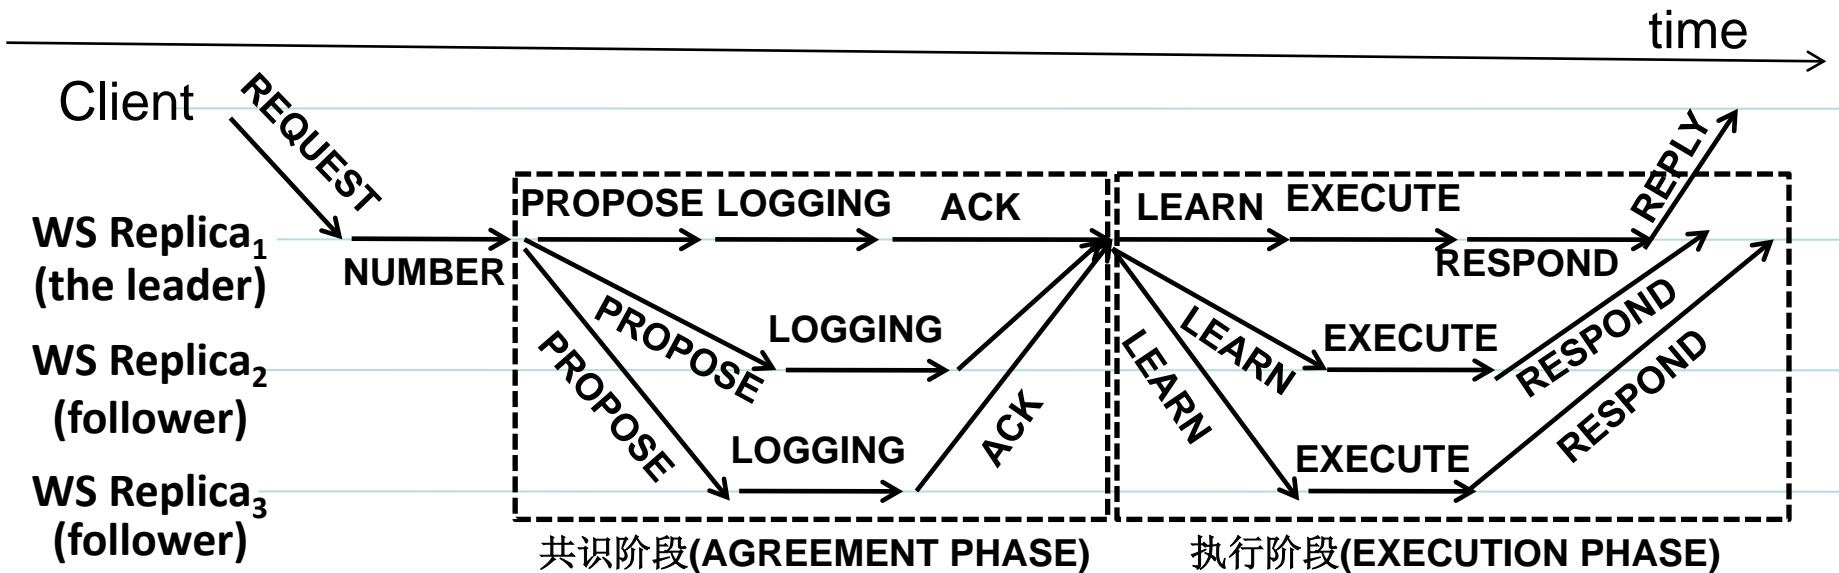 time
Client
REQUEST
REPLY
PROPOSE LOGGING ACK LEARN EXECUTE
WS Replica1
(the leader)
NUMBER
RESPOND
PROPOSE
LOGGING
LEARN
EXECUTE
RESPOND
WS Replica2
(follower)
PROPOSE
LOGGING
ACK
LEARN
EXECUTE
RESPOND
WS Replica3
(follower)
共识阶段(AGREEMENT PHASE)
执行阶段(EXECUTION PHASE)